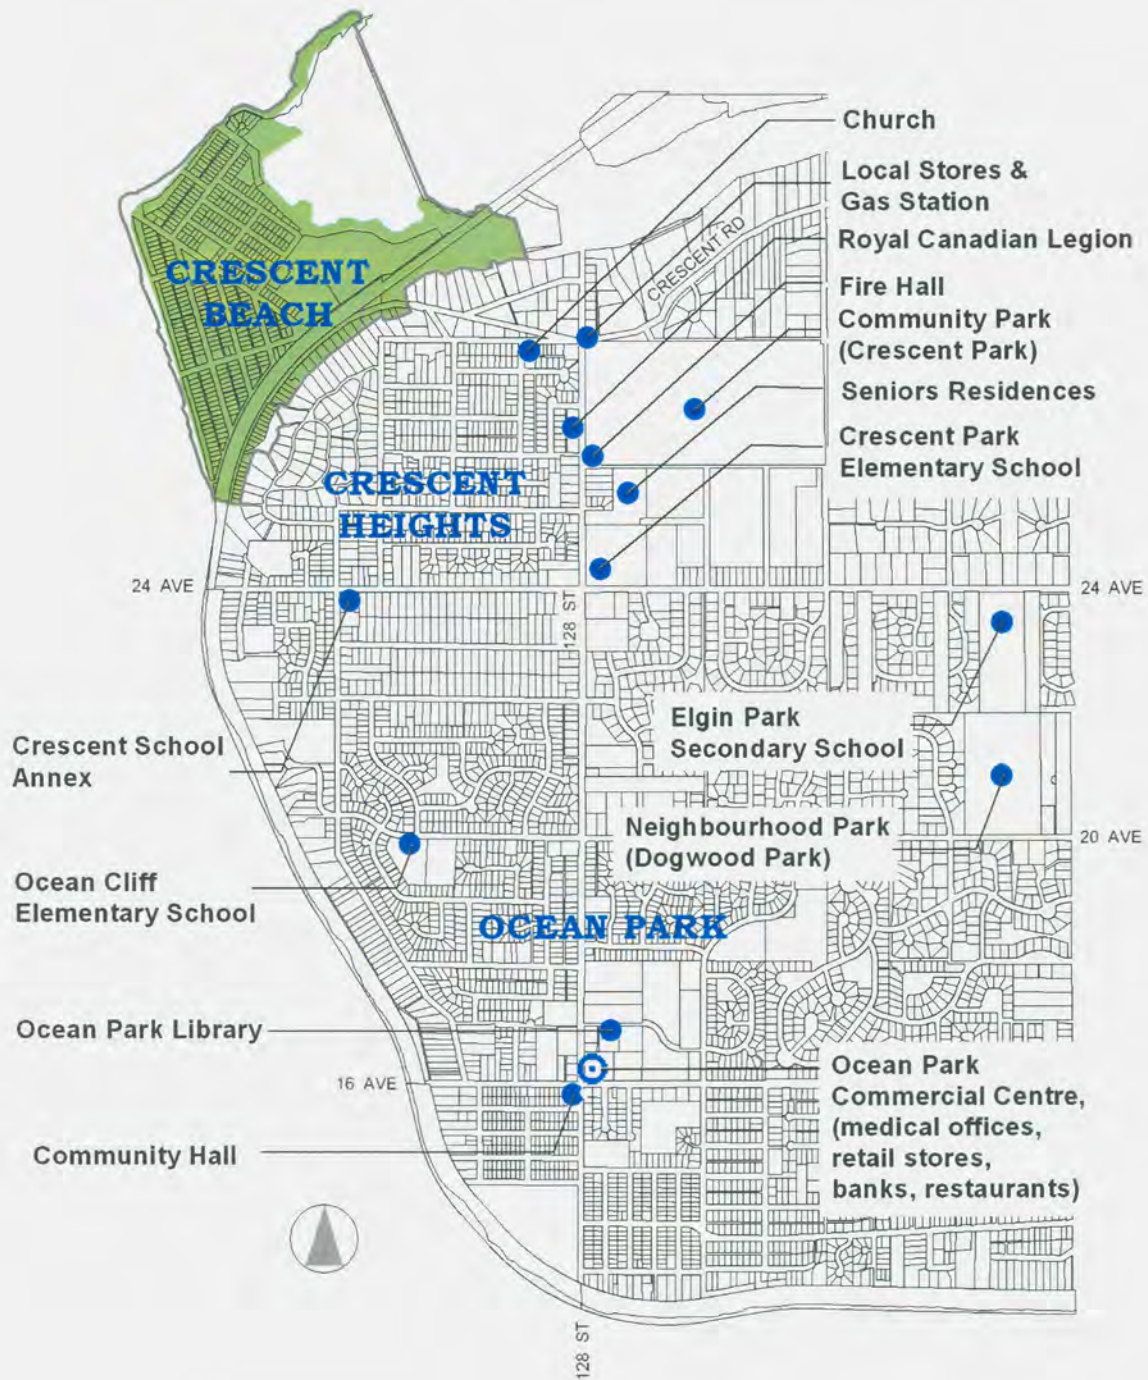 Church
Local Stores &
Gas Station
Royal Canadian Legion
CRESCENT RD
CRESCENT
BEACH
Fire Hall
Community Park
(Crescent Park)
Seniors Residences
Crescent Park
Elementary School
CRESCENT
HEIGHTS
24 AVE
24 AVE
128 ST
Elgin Park
Secondary School
Crescent School
Annex
Neighbourhood Park
(Dogwood Park)
20 AVE
Ocean Cliff
Elementary School
OCEAN PARK
Ocean Park Library
16 AVE
Ocean Park
Commercial Centre,
(medical offices,
retail stores,
banks, restaurants)
Community Hall
128 ST